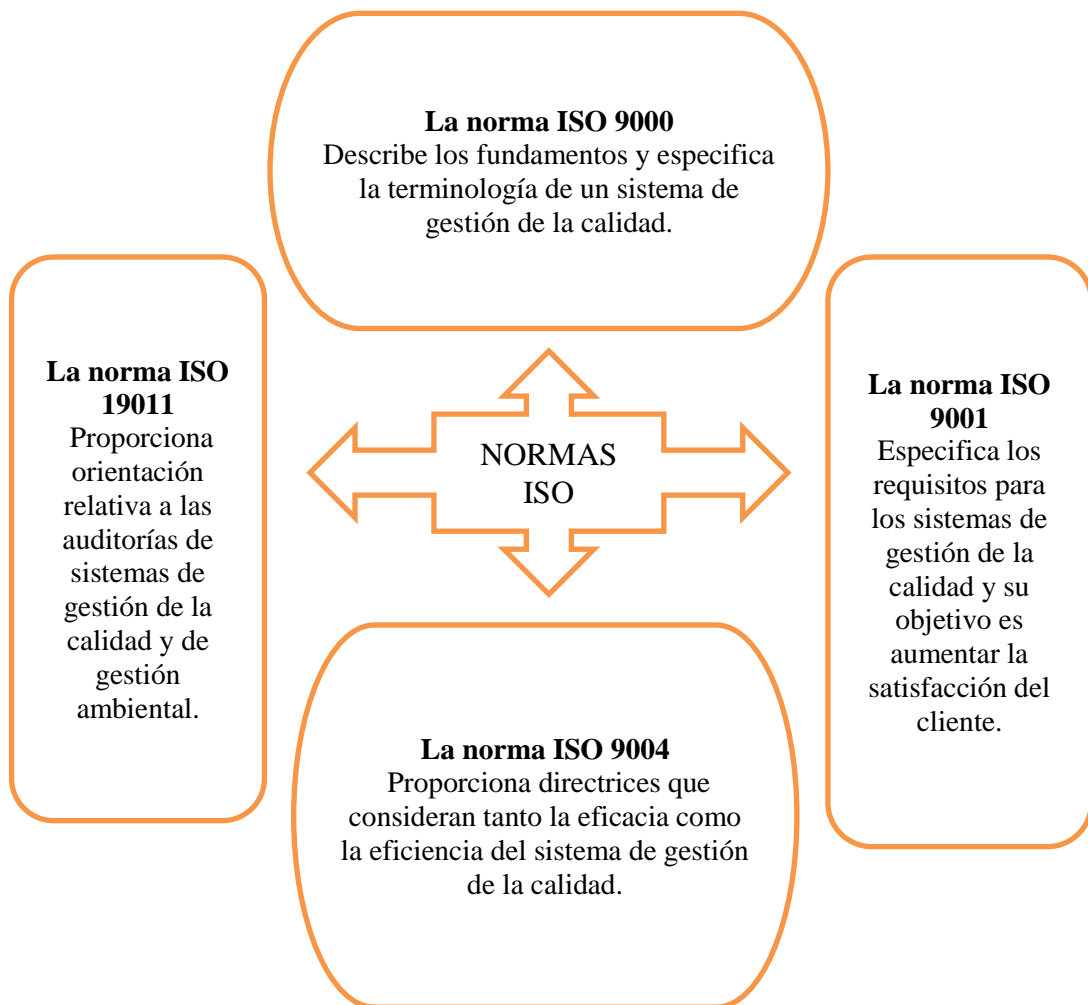 La norma ISO 9000
Describe los fundamentos y especifica
la terminología de un sistema de
gestión de la calidad.
La norma ISO
19011
Proporciona
orientación
relativa a las
auditorías de
sistemas de
gestión de la
calidad y de
gestión
ambiental.
NORMAS
ISO
La norma ISO
9001
Especifica los
requisitos para
los sistemas de
gestión de la
calidad y su
objetivo es
aumentar la
satisfacción del
cliente.
La norma ISO 9004
Proporciona directrices que
consideran tanto la eficacia como
la eficiencia del sistema de gestión
de la calidad.